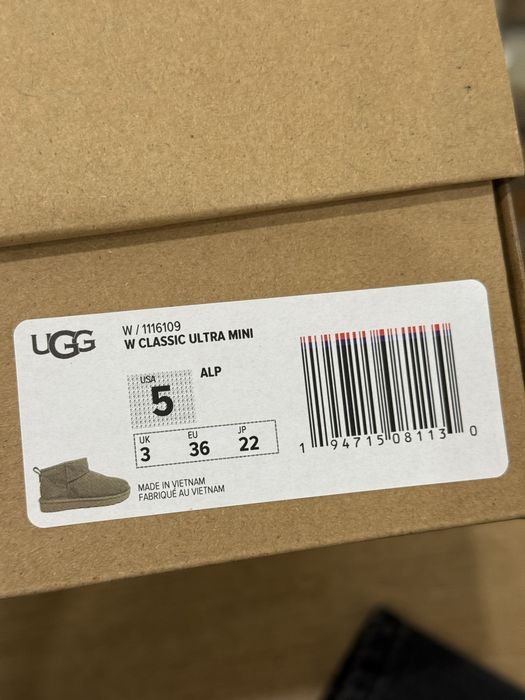 UGG
W / 1116109
W CLASSIC ULTRA MINI
ALP
USA
5
UK EU JP
3 36 22
MADE IN VIETNAM
FABRIQUÉ AU VIETNAM
1 94715 08113 0